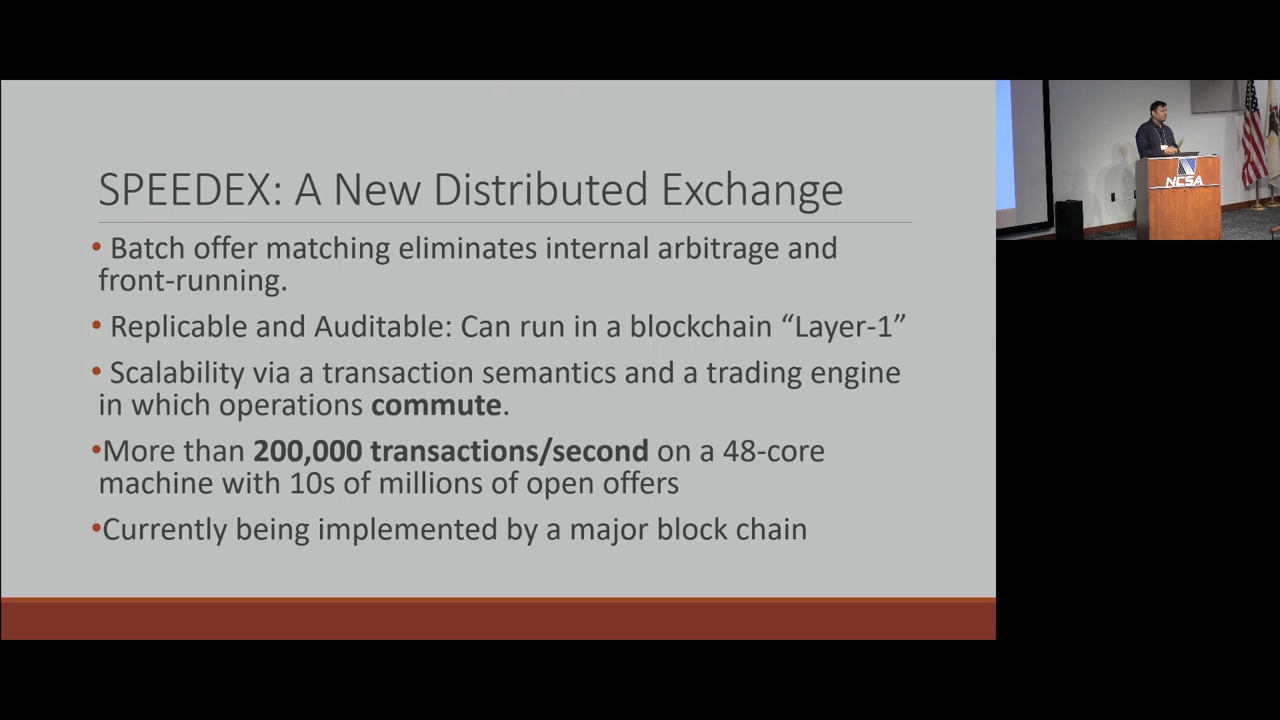 SPEEDEX: A New Distributed Exchange
• Batch offer matching eliminates internal arbitrage and
front-running.
• Replicable and Auditable: Can run in a blockchain “Layer-1”
• Scalability via a transaction semantics and a trading engine
in which operations commute.
•More than 200,000 transactions/second on a 48-core
machine with 10s of millions of open offers
•Currently being implemented by a major block chain
NCSA